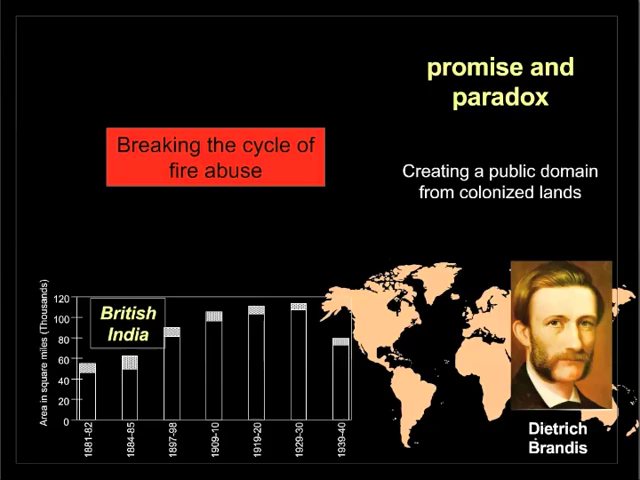 promise and
paradox
Breaking the cycle of
fire abuse
Creating a public domain
from colonized lands
Area in square miles (Thousands)
120
100
80
60
40
20
0
British
India
1881-82
1884-85
1897-98
1909-10
1919-20
1929-30
1939-40
Dietrich
Brandis